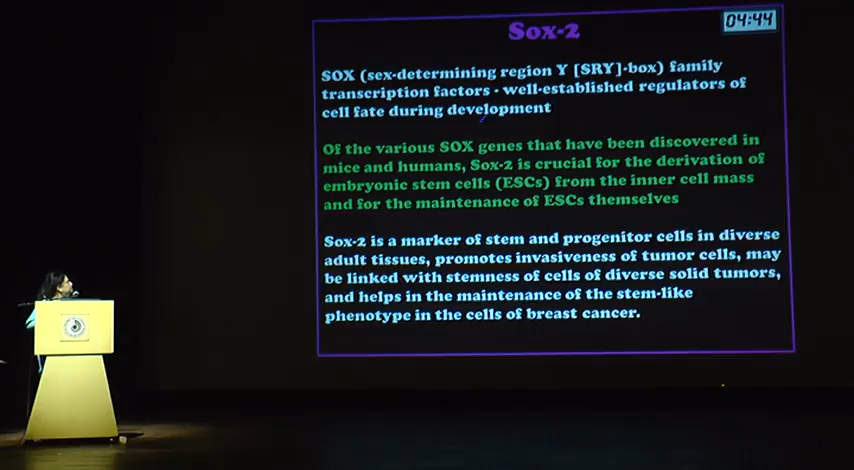 Sox-2
04:44
SOX (sex-determining region Y [SRY]-box) family
transcription factors - well-established regulators of
cell fate during development
Of the various SOX genes that have been discovered in
mice and humans, Sox-2 is crucial for the derivation of
embryonic stem cells (ESCs) from the inner cell mass
and for the maintenance of ESCs themselves
Sox-2 is a marker of stem and progenitor cells in diverse
adult tissues, promotes invasiveness of tumor cells, may
be linked with stemness of cells of diverse solid tumors,
and helps in the maintenance of the stem-like
phenotype in the cells of breast cancer.